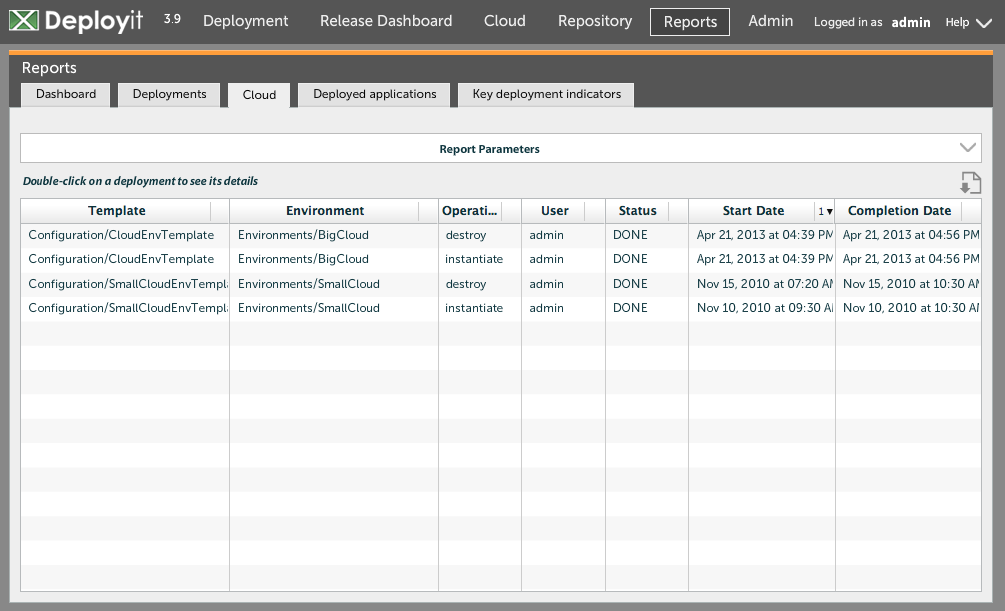 Deployit 3.9 Deployment Release Dashboard Cloud Repository Reports Admin Logged in as admin Help
Reports
Dashboard Deployments Cloud Deployed applications Key deployment indicators
Report Parameters
Double-click on a deployment to see its details
Template Environment Operati... User Status Start Date 1▼ Completion Date
Configuration/CloudEnvTemplate Environments/BigCloud destroy admin DONE Apr 21, 2013 at 04:39 PM Apr 21, 2013 at 04:56 PM
Configuration/CloudEnvTemplate Environments/BigCloud instantiate admin DONE Apr 21, 2013 at 04:39 PM Apr 21, 2013 at 04:56 PM
Configuration/SmallCloudEnvTempl Environments/SmallCloud destroy admin DONE Nov 15, 2010 at 07:20 AM Nov 15, 2010 at 10:30 AM
Configuration/SmallCloudEnvTempl Environments/SmallCloud instantiate admin DONE Nov 10, 2010 at 09:30 AM Nov 10, 2010 at 10:30 AM